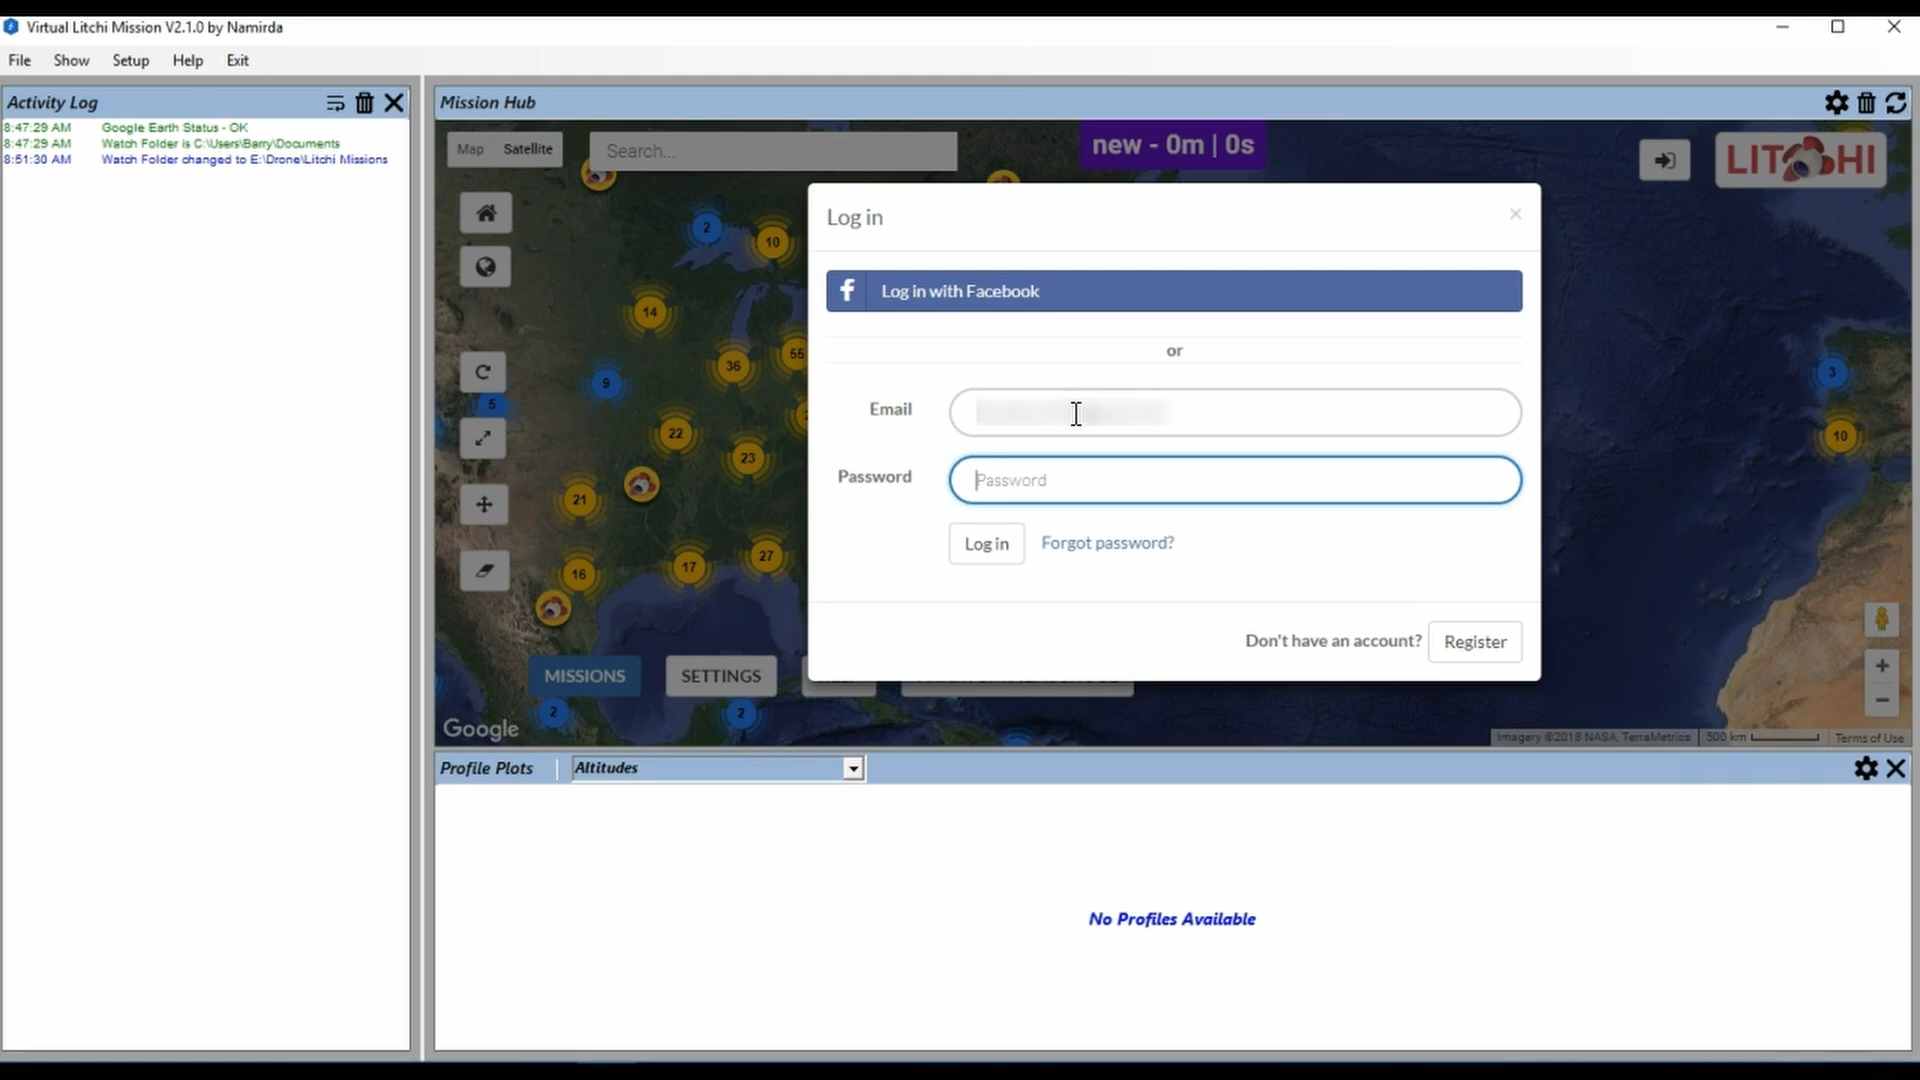 Virtual Litchi Mission V2.1.0 by Namirda
File Show Setup Help Exit
Activity Log
8:47:29 AM Google Earth Status - OK
8:47:29 AM Watch Folder is C:\Users\Barry\Documents
8:51:30 AM Watch Folder changed to E:\Drone\Litchi Missions
Mission Hub
Map Satellite
Search...
new - 0m | 0s
LITCHI
Log in
×
Log in with Facebook
or
Email
Password
Password
Log in Forgot password?
Don't have an account? Register
2
10
14
36
55
9
5
22
23
21
27
17
16
3
10
MISSIONS
SETTINGS
2
2
Google
Imagery ©2018 NASA, TerraMetrics
500 km
Terms of Use
Profile Plots
Altitudes
No Profiles Available